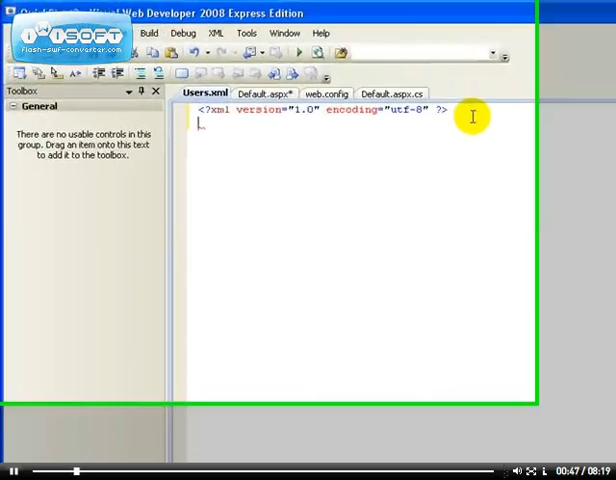 Visual Web Developer 2008 Express Edition
iwisoft
flash-swf-converter.com
Build Debug XML Tools Window Help
Toolbox
Users.xml Default.aspx* web.config Default.aspx.cs
General
<?xml version="1.0" encoding="utf-8" ?>
There are no usable controls in this
group. Drag an item onto this text
to add it to the toolbox.
00:47 / 08:19